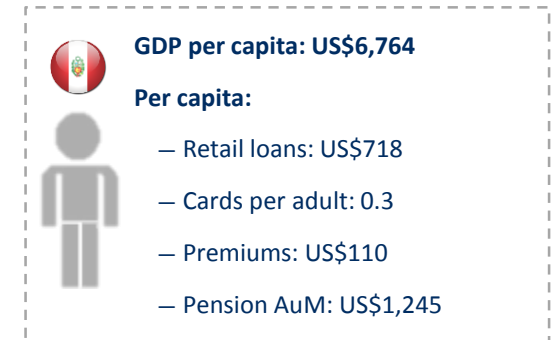 GDP per capita: US$6,764
Per capita:
— Retail loans: US$718
— Cards per adult: 0.3
— Premiums: US$110
— Pension AuM: US$1,245